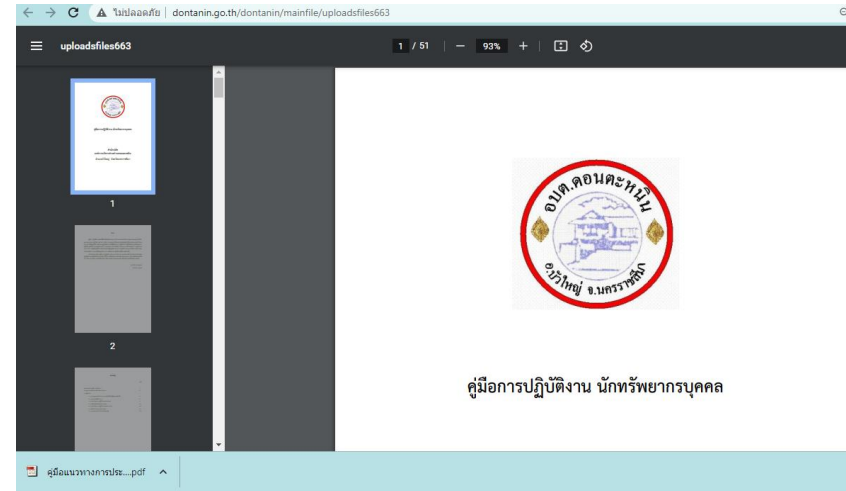 ไม่ปลอดภัย | dontanin.go.th/dontanin/mainfile/uploadsfiles663
uploadsfiles663
1 / 51 | − 93% +
1
2
อบต.ดอนตะหนิน
อ.บัวใหญ่ จ.นครราชสีมา
คู่มือการปฏิบัติงาน นักทรัพยากรบุคคล
คู่มือแนวทางการประ....pdf